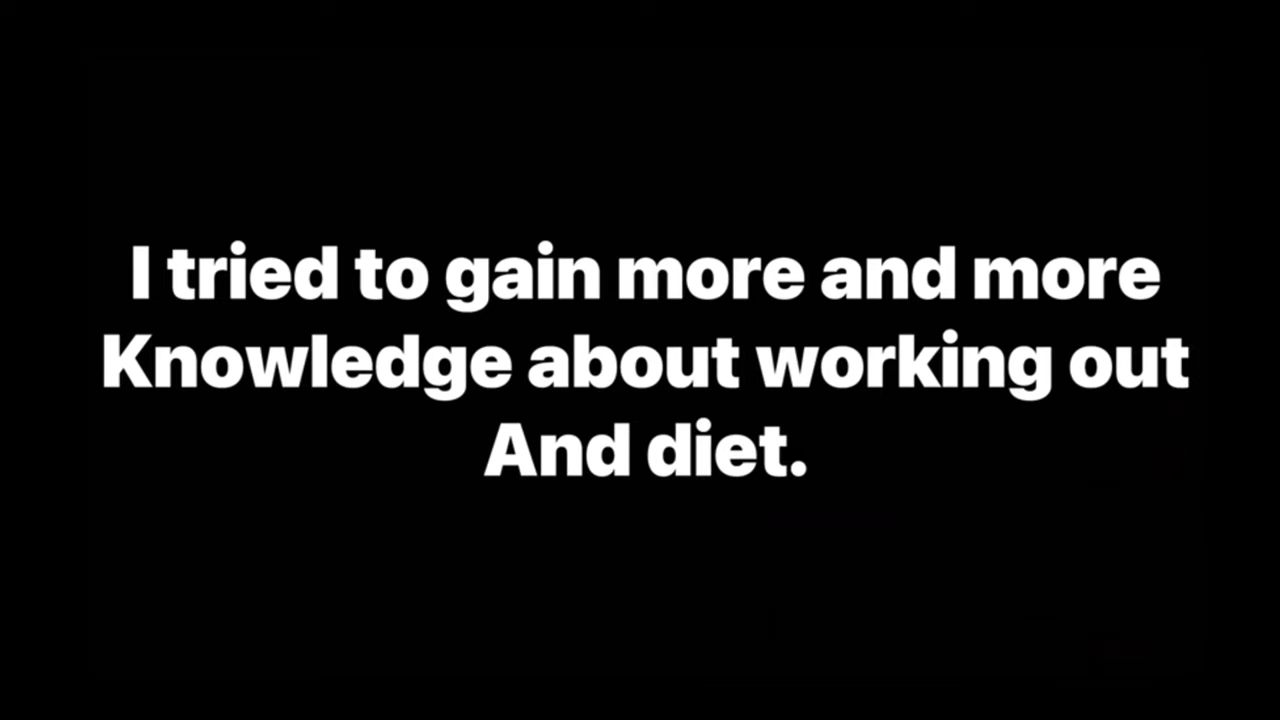 I tried to gain more and more
Knowledge about working out
And diet.